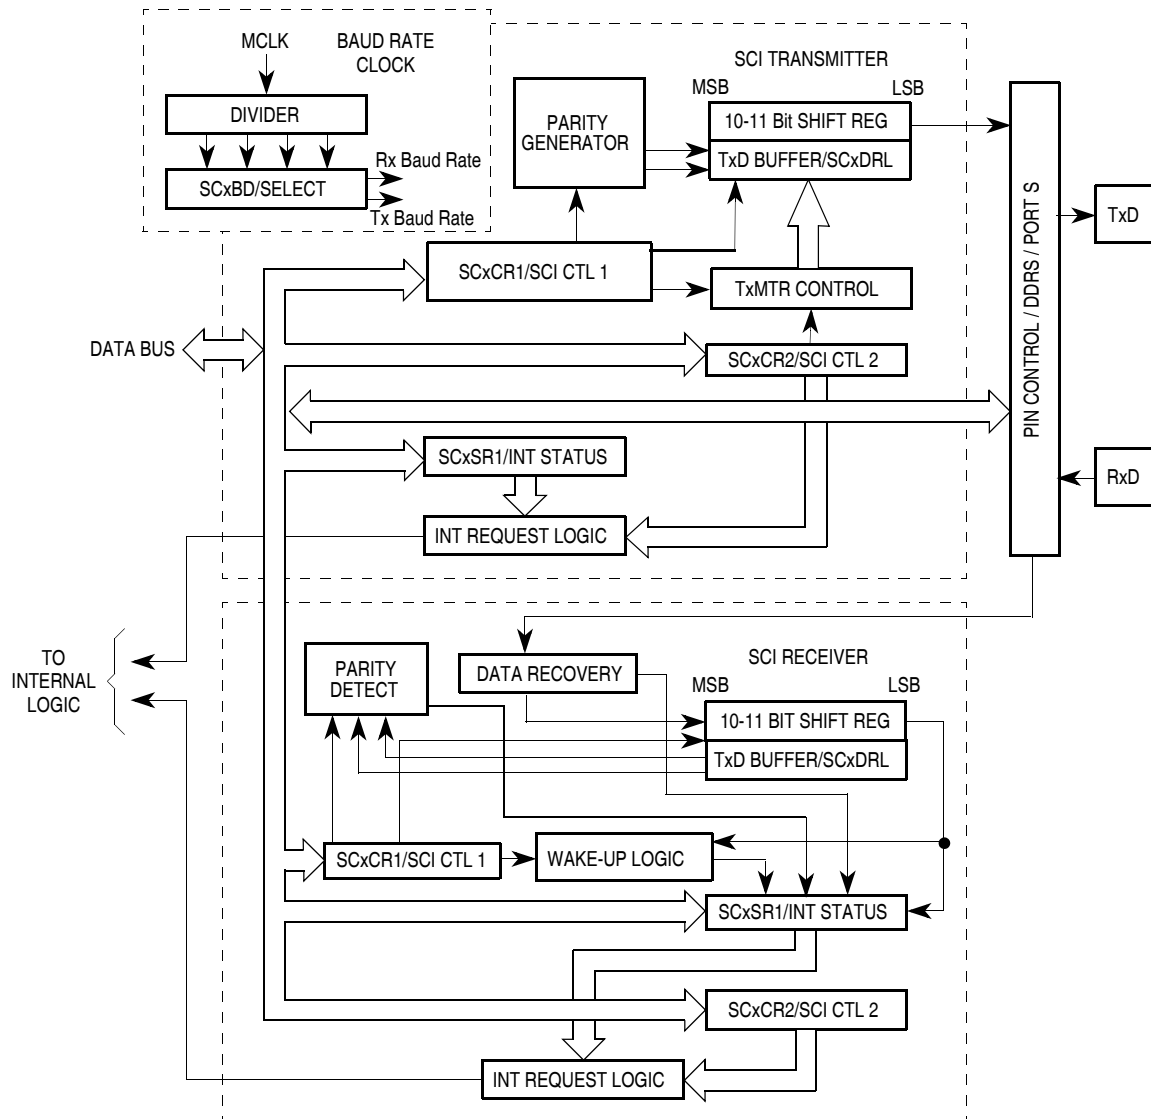 MCLK
BAUD RATE
CLOCK
DIVIDER
SCxBD/SELECT
Rx Baud Rate
Tx Baud Rate
SCI TRANSMITTER
MSB
LSB
PARITY
GENERATOR
10-11 Bit SHIFT REG
TxD BUFFER/SCxDRL
SCxCR1/SCI CTL 1
TxMTR CONTROL
DATA BUS
SCxCR2/SCI CTL 2
SCxSR1/INT STATUS
INT REQUEST LOGIC
PIN CONTROL / DDRS / PORT S
TxD
RxD
TO
INTERNAL
LOGIC
SCI RECEIVER
PARITY
DETECT
DATA RECOVERY
MSB
LSB
10-11 BIT SHIFT REG
TxD BUFFER/SCxDRL
SCxCR1/SCI CTL 1
WAKE-UP LOGIC
SCxSR1/INT STATUS
SCxCR2/SCI CTL 2
INT REQUEST LOGIC